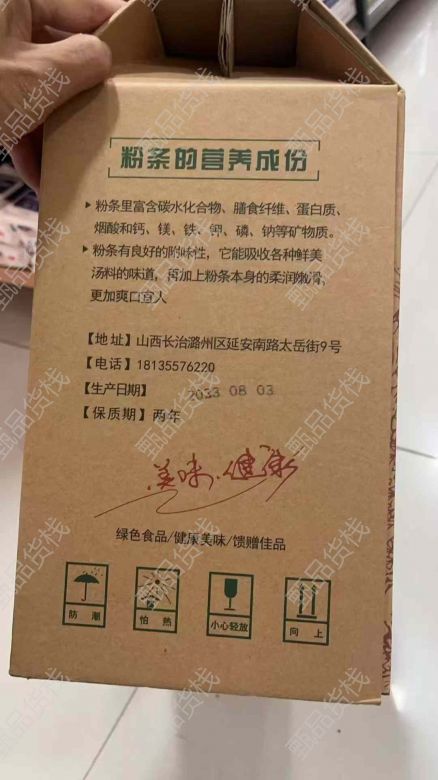 粉条的营养成份
▶粉条里富含碳水化合物、膳食纤维、蛋白质、
烟酸和钙、镁、铁、钾、磷、钠等矿物质。
▶粉条有良好的附味性，它能吸收各种鲜美
汤料的味道，再加上粉条本身的柔润嫩滑，
更加爽口宜人
【地址】山西长治潞州区延安南路太岳街9号
【电话】18135576220
【生产日期】 2033 08 03
【保质期】两年
美味.健康
绿色食品/健康美味/馈赠佳品
防潮 怕热 小心轻放 向上
甄品货栈